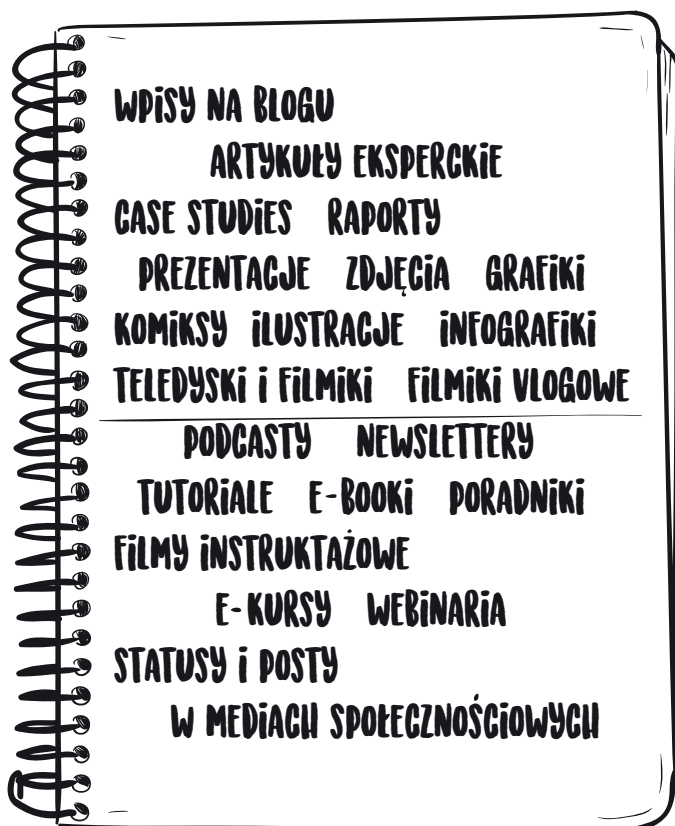 WPiSY NA BLOGU
ARTYKUŁY EKSPERCKiE
CASE STUDiES RAPORTY
PREZENTACJE ZDJĘCiA GRAFiKi
KOMiKSY iLUSTRACJE iNFOGRAFiKi
TELEDYSKi i FiLMiKi FiLMiKi VLOGOWE
PODCASTY NEWSLETTERY
TUTORiALE E-BOOKi PORADNiKi
FiLMY iNSTRUKTAŻOWE
E-KURSY WEBiNARiA
STATUSY i POSTY
W MEDiACH SPOŁECZNOŚCiOWYCH